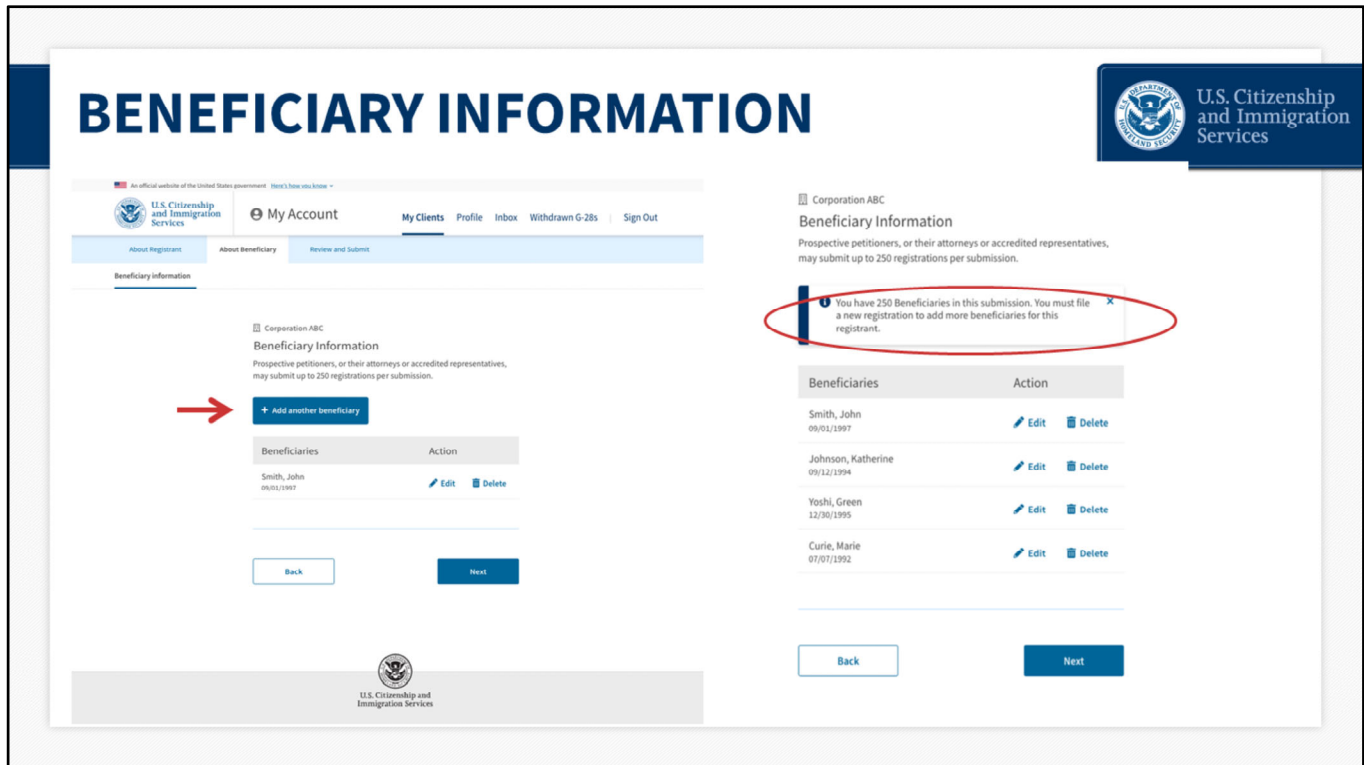 BENEFICIARY INFORMATION
U.S. Citizenship
and Immigration
Services
An official website of the United States government Here's how you know
U.S. Citizenship
and Immigration
Services
My Account
My Clients Profile Inbox Withdrawn G-28s Sign Out
About Registrant About Beneficiary Review and Submit
Beneficiary information
Corporation ABC
Beneficiary Information
Prospective petitioners, or their attorneys or accredited representatives,
may submit up to 250 registrations per submission.
+ Add another beneficiary
Beneficiaries Action
Smith, John
09/01/1997
Edit Delete
Back Next
U.S. Citizenship and
Immigration Services
Corporation ABC
Beneficiary Information
Prospective petitioners, or their attorneys or accredited representatives,
may submit up to 250 registrations per submission.
You have 250 Beneficiaries in this submission. You must file
a new registration to add more beneficiaries for this
registrant.
Beneficiaries Action
Smith, John
09/01/1997
Edit Delete
Johnson, Katherine
09/12/1994
Edit Delete
Yoshi, Green
12/30/1995
Edit Delete
Curie, Marie
07/07/1992
Edit Delete
Back Next